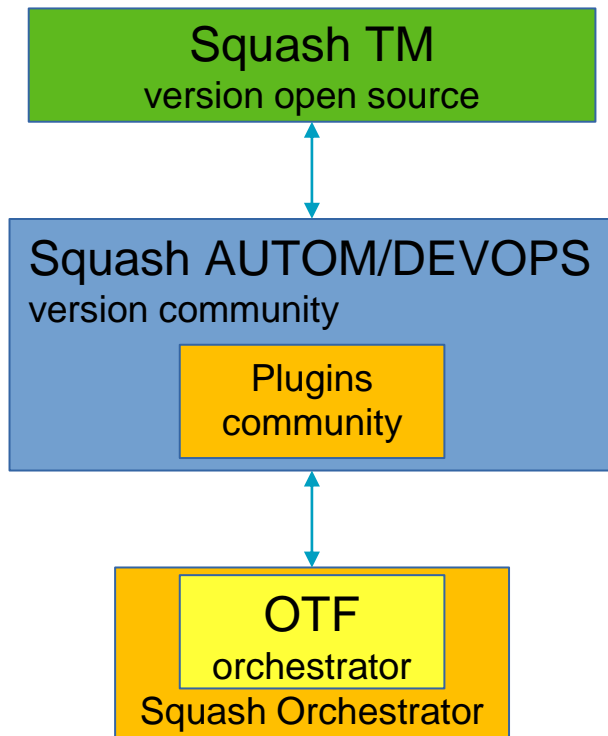 Squash TM
version open source
Squash AUTOM/DEVOPS
version community
Plugins
community
OTF
orchestrator
Squash Orchestrator